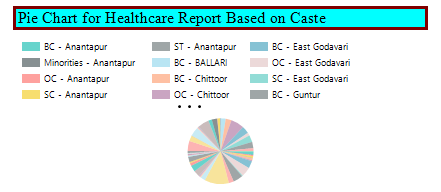 Pie Chart for Healthcare Report Based on Caste
BC - Anantapur
ST - Anantapur
BC - East Godavari
Minorities - Anantapur
BC - BALLARI
OC - East Godavari
OC - Anantapur
BC - Chittoor
SC - East Godavari
SC - Anantapur
OC - Chittoor
BC - Guntur
• • •